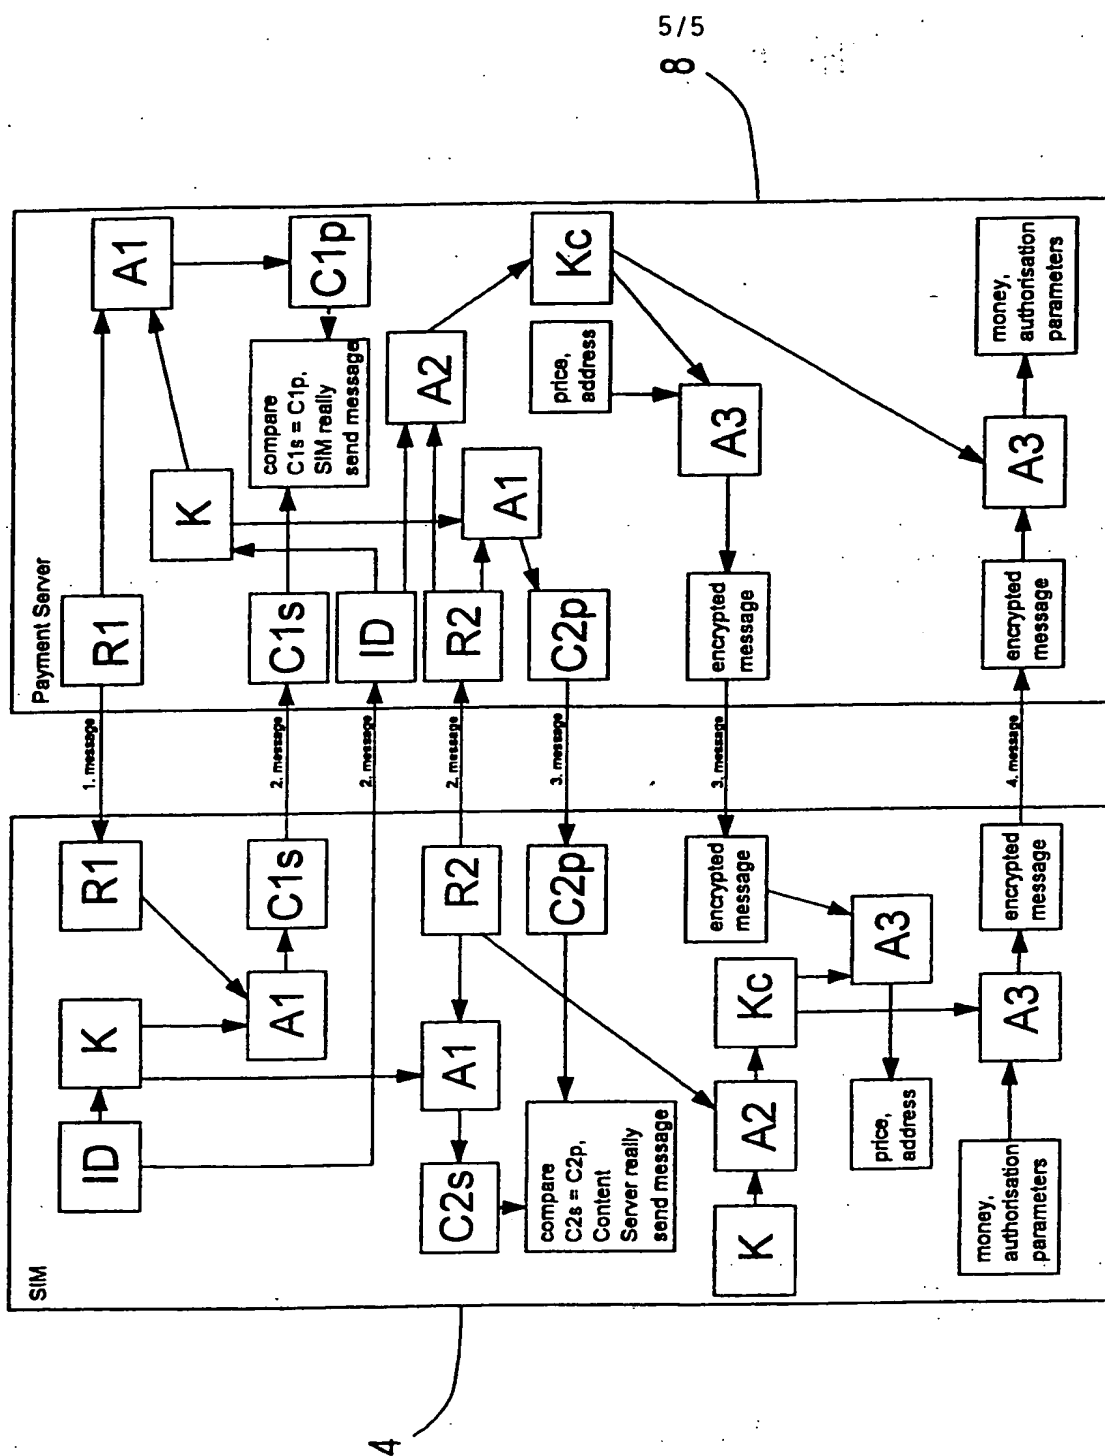 5/5
8
4
SIM
ID
K
R1
A1
C1s
C2s
A1
R2
compare
C2s = C2p,
Content
Server really
send message
C2p
K
A2
Kc
encrypted
message
price,
address
A3
money,
authorisation
parameters
A3
encrypted
message
1. message
2. message
2. message
2. message
3. message
3. message
4. message
Payment Server
R1
A1
K
C1s
compare
C1s = C1p,
SIM really
send message
C1p
ID
R2
A2
A1
C2p
price,
address
Kc
encrypted
message
A3
encrypted
message
A3
money,
authorisation
parameters